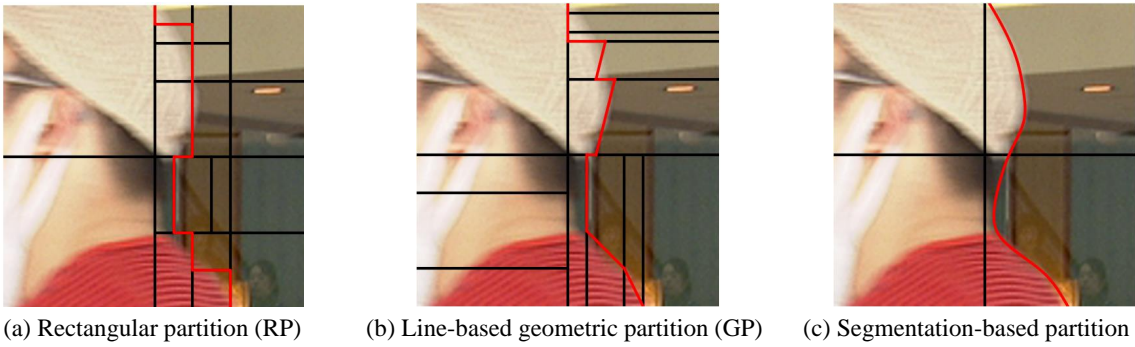 (a) Rectangular partition (RP)
(b) Line-based geometric partition (GP)
(c) Segmentation-based partition